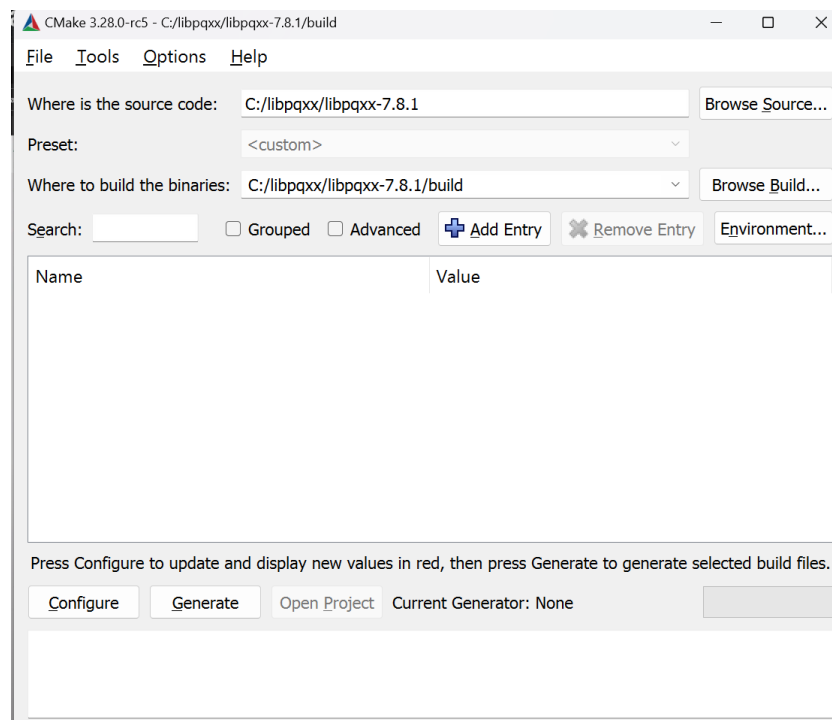 CMake 3.28.0-rc5 - C:/libpqxx/libpqxx-7.8.1/build
File Tools Options Help
Where is the source code: C:/libpqxx/libpqxx-7.8.1 Browse Source...
Preset: <custom>
Where to build the binaries: C:/libpqxx/libpqxx-7.8.1/build Browse Build...
Search: Grouped Advanced Add Entry Remove Entry Environment...
Name Value
Press Configure to update and display new values in red, then press Generate to generate selected build files.
Configure Generate Open Project Current Generator: None